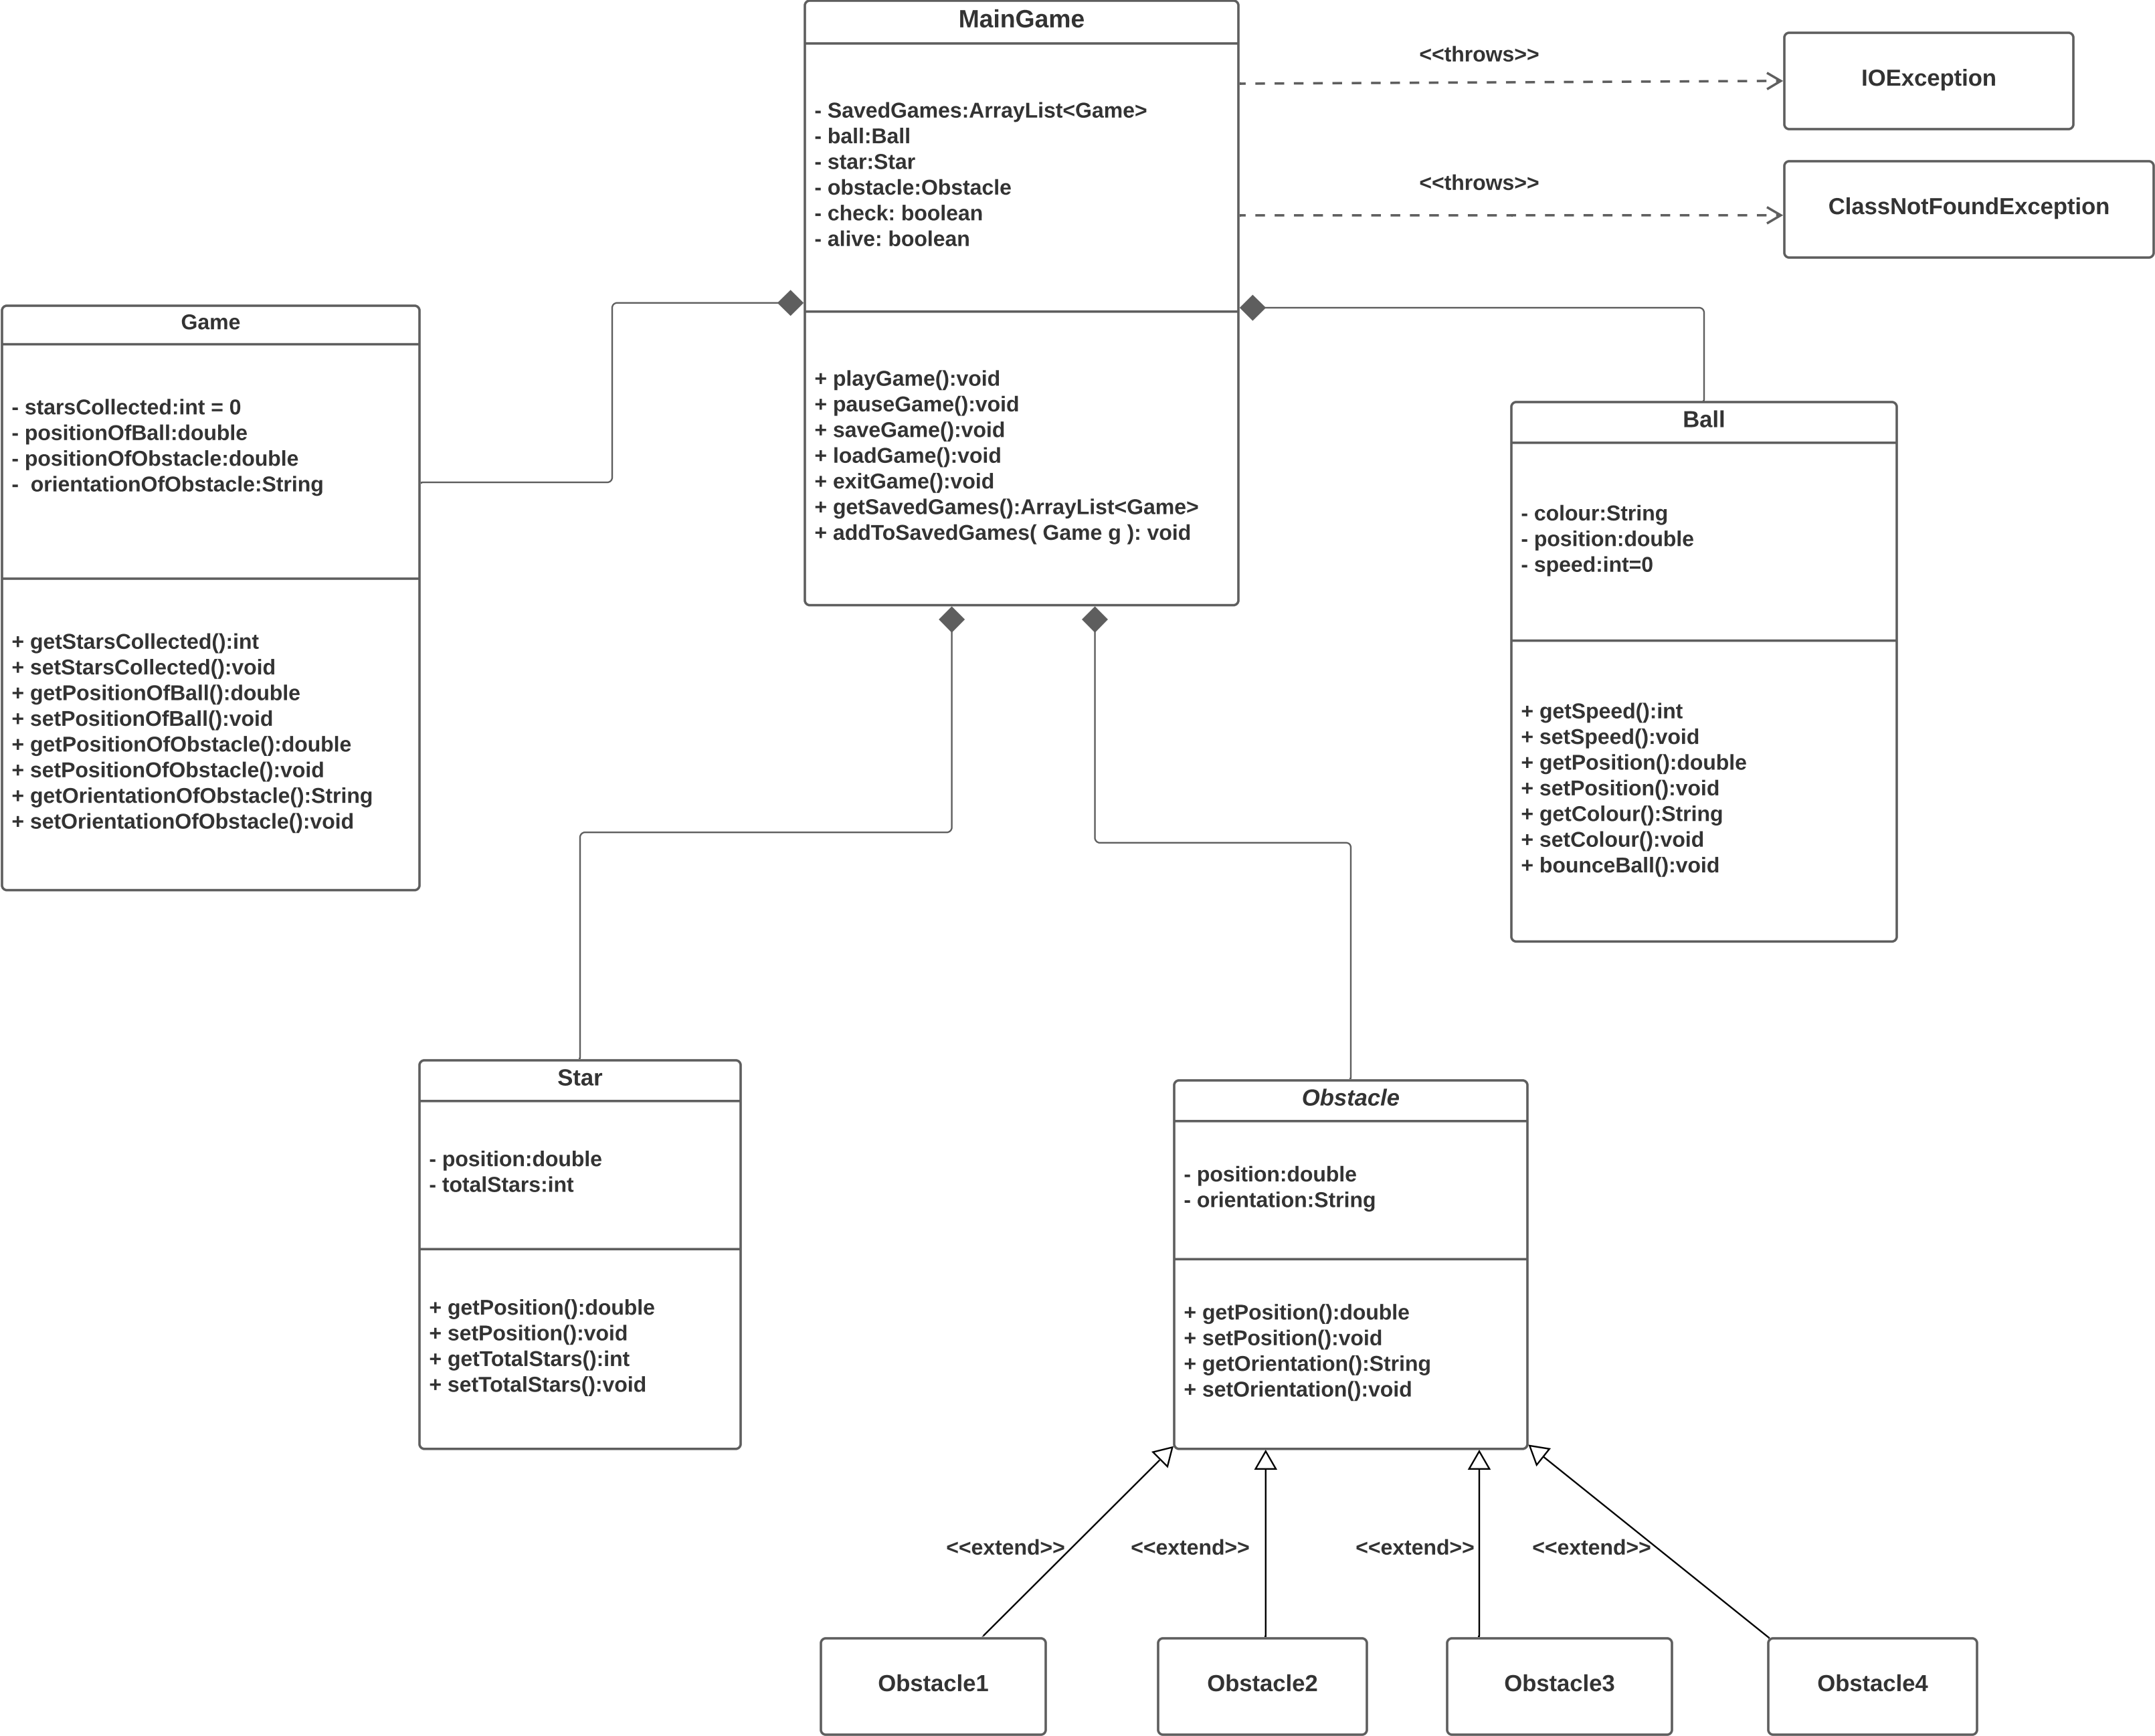 MainGame
- SavedGames:ArrayList<Game>
- ball:Ball
- star:Star
- obstacle:Obstacle
- check: boolean
- alive: boolean
+ playGame():void
+ pauseGame():void
+ saveGame():void
+ loadGame():void
+ exitGame():void
+ getSavedGames():ArrayList<Game>
+ addToSavedGames( Game g ): void
<<throws>>
IOException
<<throws>>
ClassNotFoundException
Game
- starsCollected:int = 0
- positionOfBall:double
- positionOfObstacle:double
-  orientationOfObstacle:String
+ getStarsCollected():int
+ setStarsCollected():void
+ getPositionOfBall():double
+ setPositionOfBall():void
+ getPositionOfObstacle():double
+ setPositionOfObstacle():void
+ getOrientationOfObstacle():String
+ setOrientationOfObstacle():void
Ball
- colour:String
- position:double
- speed:int=0
+ getSpeed():int
+ setSpeed():void
+ getPosition():double
+ setPosition():void
+ getColour():String
+ setColour():void
+ bounceBall():void
Star
- position:double
- totalStars:int
+ getPosition():double
+ setPosition():void
+ getTotalStars():int
+ setTotalStars():void
Obstacle
- position:double
- orientation:String
+ getPosition():double
+ setPosition():void
+ getOrientation():String
+ setOrientation():void
<<extend>>
<<extend>>
<<extend>>
<<extend>>
Obstacle1
Obstacle2
Obstacle3
Obstacle4